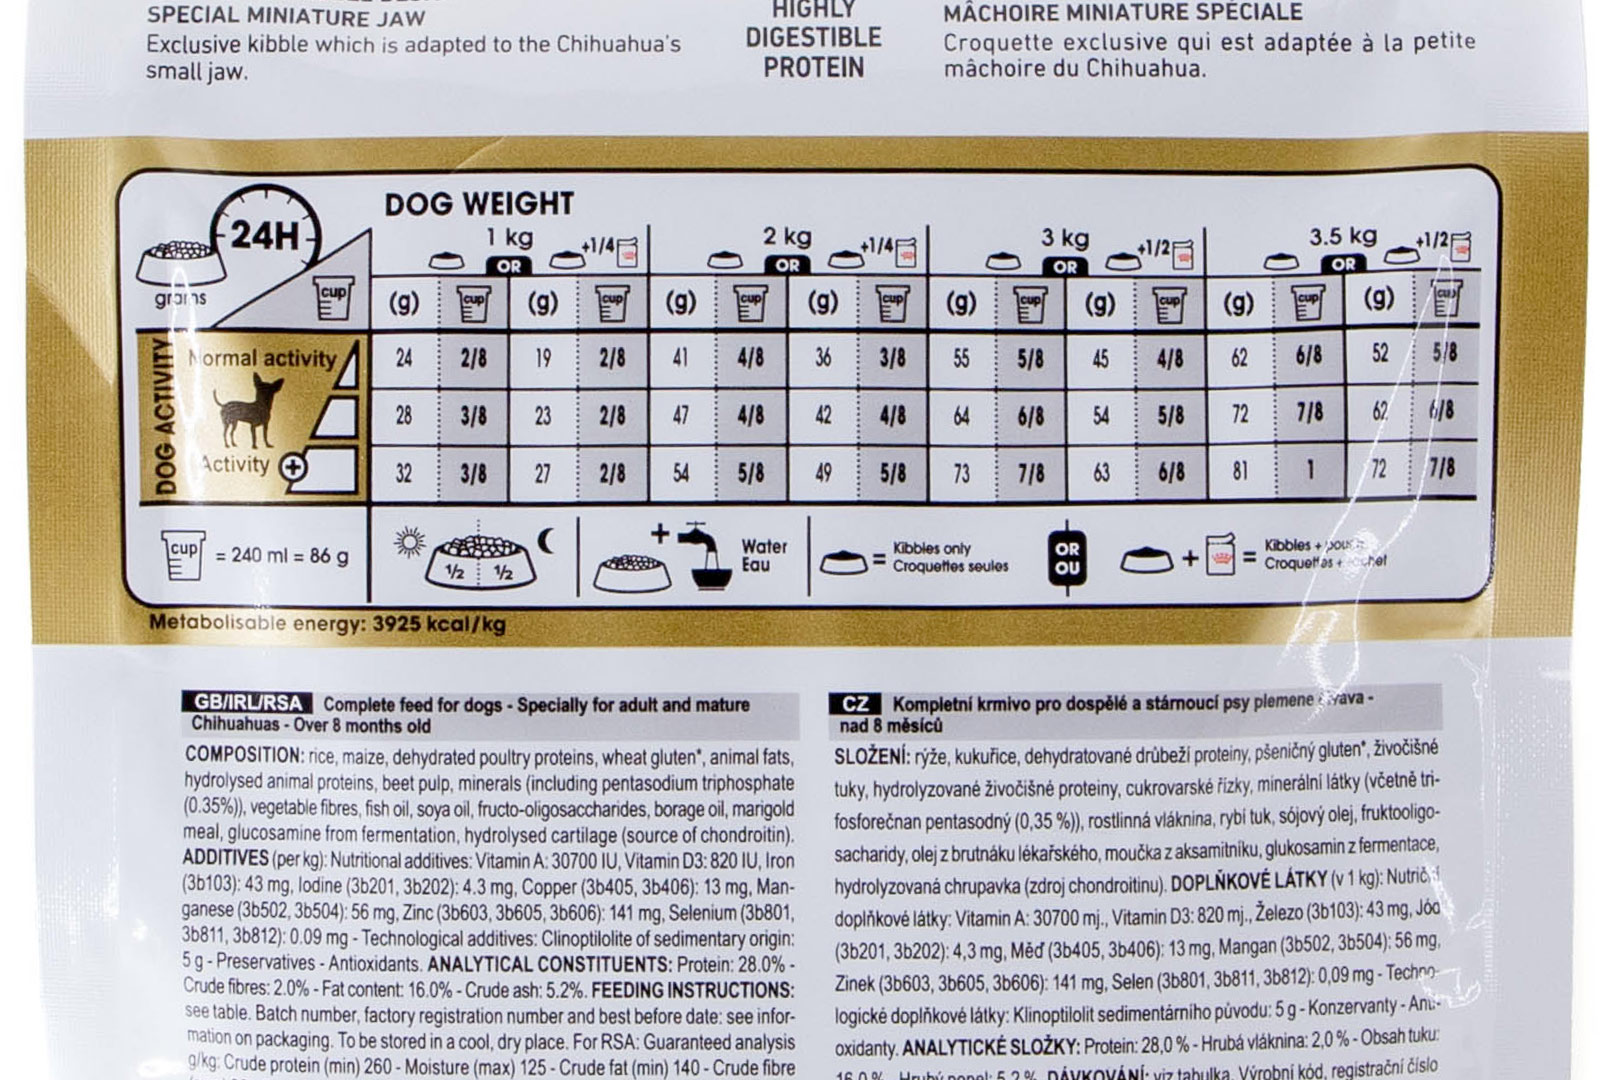 SPECIAL MINIATURE JAW
Exclusive kibble which is adapted to the Chihuahua's
small jaw.
HIGHLY
DIGESTIBLE
PROTEIN
MÂCHOIRE MINIATURE SPÉCIALE
Croquette exclusive qui est adaptée à la petite
mâchoire du Chihuahua.
24H
grams
cup
DOG WEIGHT
1 kg OR +1/4 2 kg OR +1/4 3 kg OR +1/2 3.5 kg OR +1/2
(g) cup (g) cup (g) cup (g) cup (g) cup (g) cup (g) cup (g) cup
DOG ACTIVITY
Normal activity 24 2/8 19 2/8 41 4/8 36 3/8 55 5/8 45 4/8 62 6/8 52 5/8
28 3/8 23 2/8 47 4/8 42 4/8 64 6/8 54 5/8 72 7/8 62 6/8
Activity + 32 3/8 27 2/8 54 5/8 49 5/8 73 7/8 63 6/8 81 1 72 7/8
cup = 240 ml = 86 g
1/2 1/2
+ Water
Eau
= Kibbles only
Croquettes seules
OR
OU
+ = Kibbles +
Croquettes +
Metabolisable energy: 3925 kcal/kg
GB/IRL/RSA Complete feed for dogs - Specially for adult and mature
Chihuahuas - Over 8 months old
COMPOSITION: rice, maize, dehydrated poultry proteins, wheat gluten*, animal fats,
hydrolysed animal proteins, beet pulp, minerals (including pentasodium triphosphate
(0.35%)), vegetable fibres, fish oil, soya oil, fructo-oligosaccharides, borage oil, marigold
meal, glucosamine from fermentation, hydrolysed cartilage (source of chondroitin).
ADDITIVES (per kg): Nutritional additives: Vitamin A: 30700 IU, Vitamin D3: 820 IU, Iron
(3b103): 43 mg, Iodine (3b201, 3b202): 4.3 mg, Copper (3b405, 3b406): 13 mg, Man-
ganese (3b502, 3b504): 56 mg, Zinc (3b603, 3b605, 3b606): 141 mg, Selenium (3b801,
3b811, 3b812): 0.09 mg - Technological additives: Clinoptilolite of sedimentary origin:
5 g - Preservatives - Antioxidants. ANALYTICAL CONSTITUENTS: Protein: 28.0% -
Crude fibres: 2.0% - Fat content: 16.0% - Crude ash: 5.2%. FEEDING INSTRUCTIONS:
see table. Batch number, factory registration number and best before date: see infor-
mation on packaging. To be stored in a cool, dry place. For RSA: Guaranteed analysis
g/kg: Crude protein (min) 260 - Moisture (max) 125 - Crude fat (min) 140 - Crude fibre
CZ Kompletní krmivo pro dospělé a stárnoucí psy plemene -
nad 8 měsíců
SLOŽENÍ: rýže, kukuřice, dehydratované drůbeží proteiny, pšeničný gluten*, živočišné
tuky, hydrolyzované živočišné proteiny, cukrovarské řízky, minerální látky (včetně tri-
fosforečnan pentasodný (0,35 %)), rostlinná vláknina, rybí tuk, sójový olej, fruktooligo-
sacharidy, olej z brutnáku lékařského, moučka z aksamitníku, glukosamin z fermentace,
hydrolyzovaná chrupavka (zdroj chondroitinu). DOPLŇKOVÉ LÁTKY (v 1 kg):
doplňkové látky: Vitamin A: 30700 mj., Vitamin D3: 820 mj., Železo (3b103): 43 mg, Jód
(3b201, 3b202): 4,3 mg, Měď (3b405, 3b406): 13 mg, Mangan (3b502, 3b504): 56 mg,
Zinek (3b603, 3b605, 3b606): 141 mg, Selen (3b801, 3b811, 3b812): 0,09 mg - Techno-
logické doplňkové látky: Klinoptilolit sedimentárního původu: 5 g - Konzervanty - Anti-
oxidanty. ANALYTICKÉ SLOŽKY: Protein: 28,0 % - Hrubá vláknina: 2,0 % - Obsah tuku:
16,0 % - Hrubý popel: 5,2 %. DÁVKOVÁNÍ: viz tabulka. Výrobní kód, registrační číslo